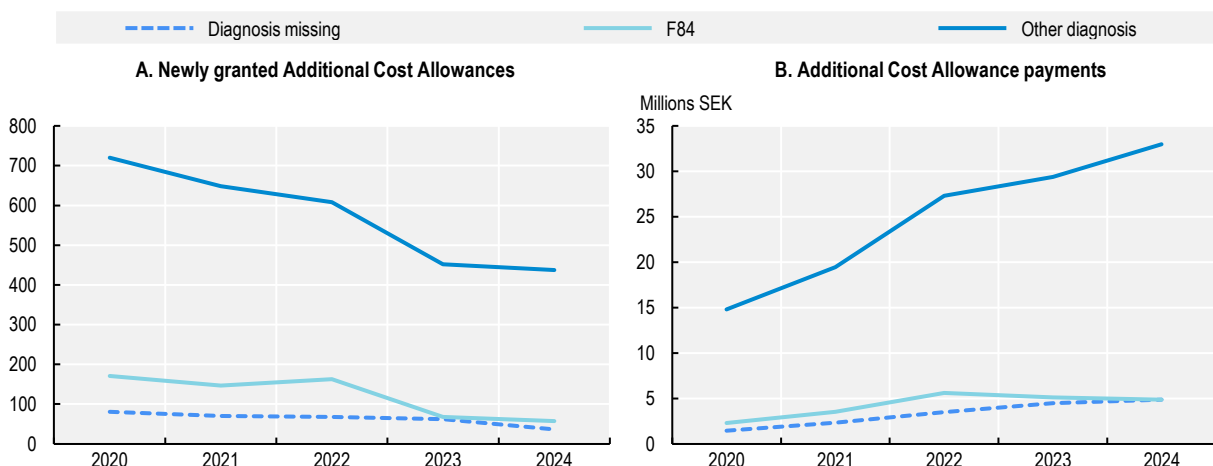 Diagnosis missing F84 Other diagnosis
A. Newly granted Additional Cost Allowances
800
700
600
500
400
300
200
100
0
2020 2021 2022 2023 2024
B. Additional Cost Allowance payments
Millions SEK
35
30
25
20
15
10
5
0
2020 2021 2022 2023 2024